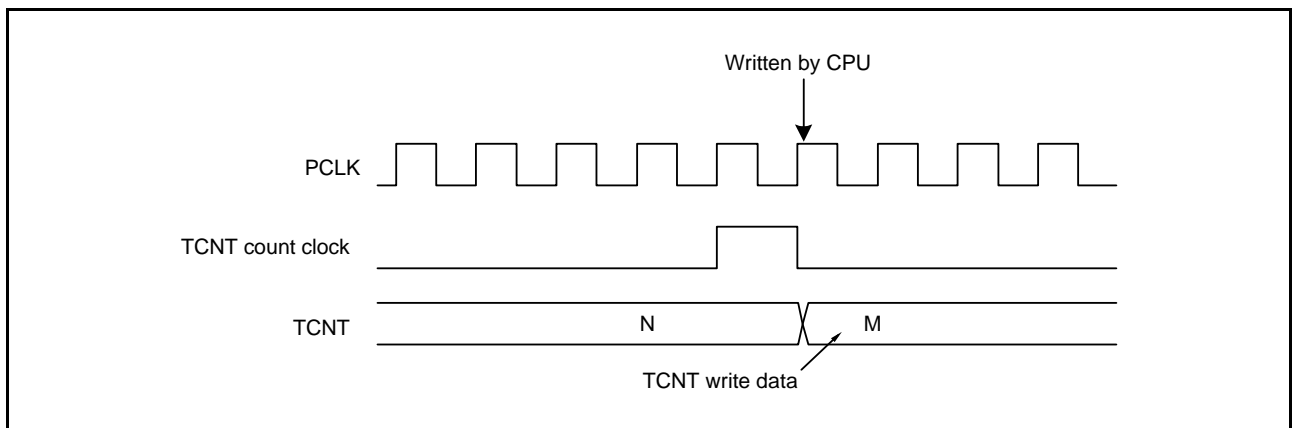 Written by CPU
PCLK
TCNT count clock
TCNT
N
M
TCNT write data